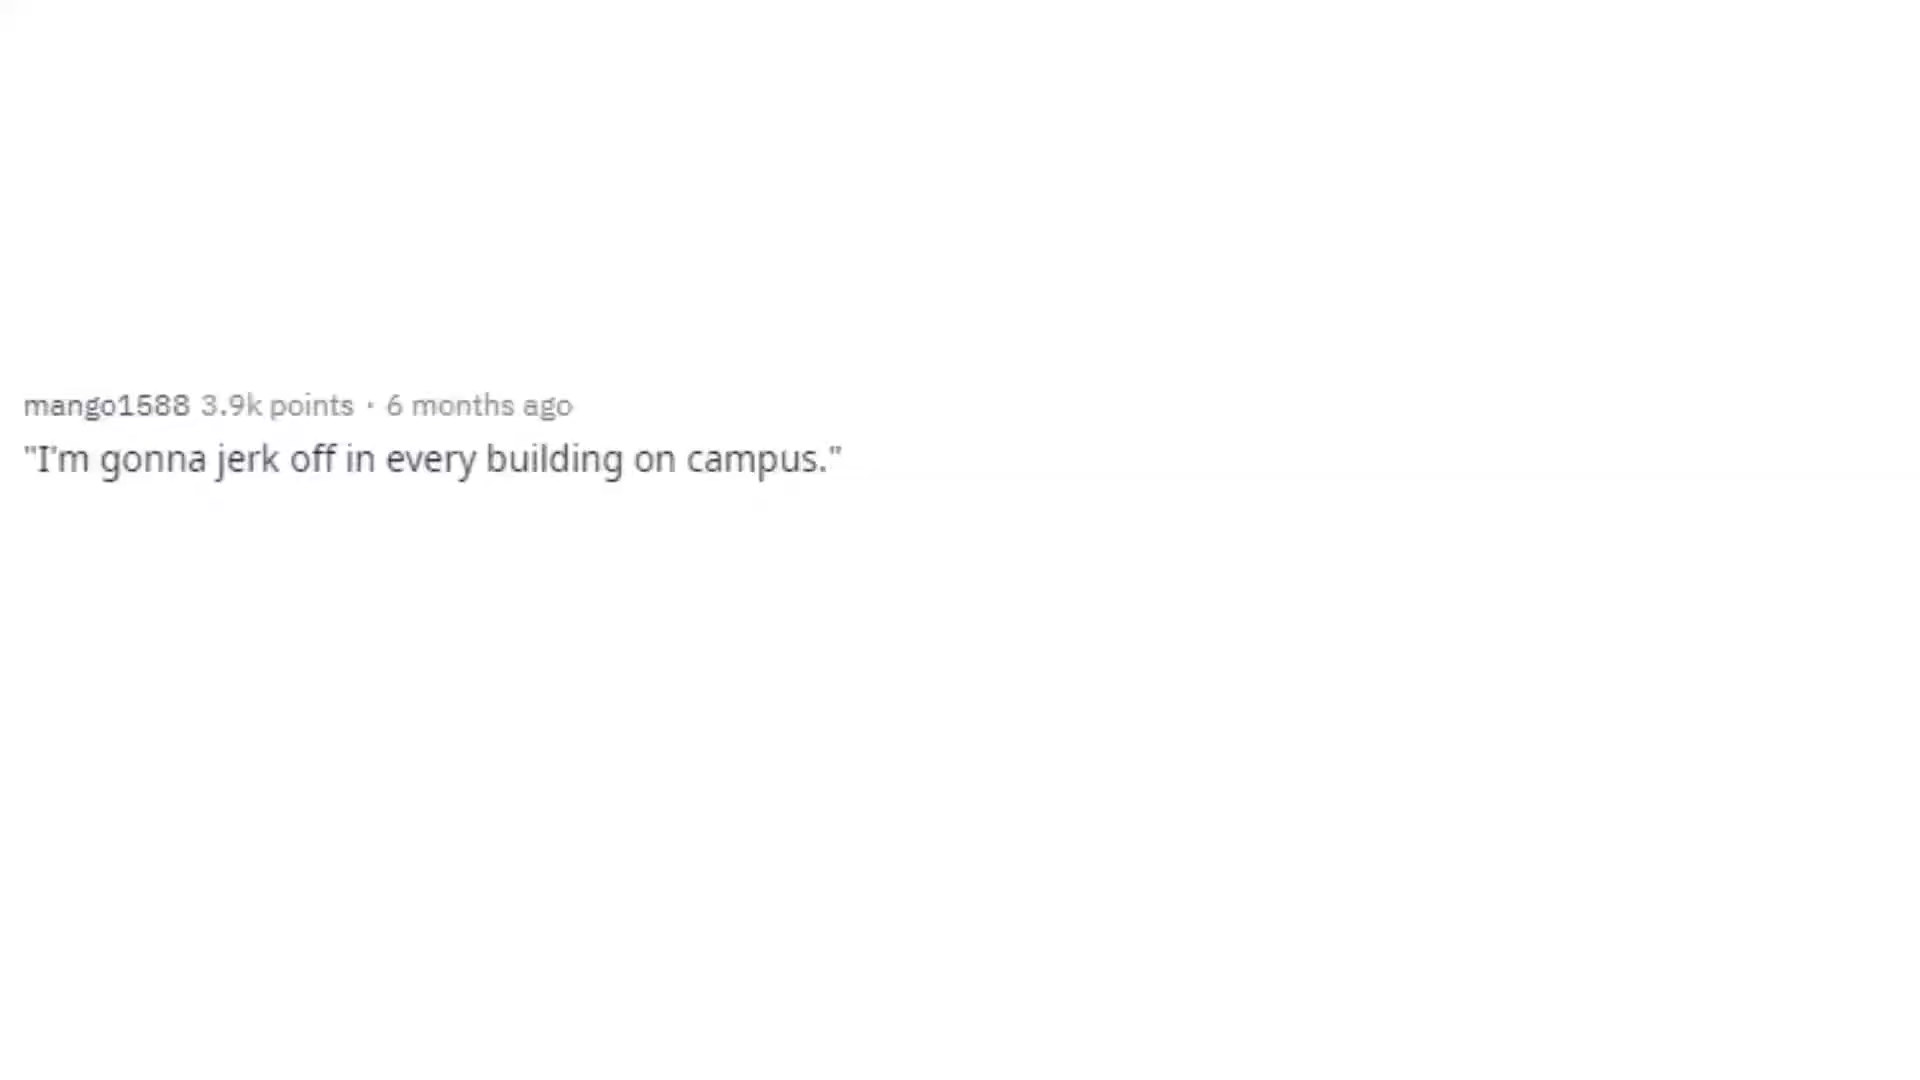 mango1588 3.9k points · 6 months ago
"I'm gonna jerk off in every building on campus."